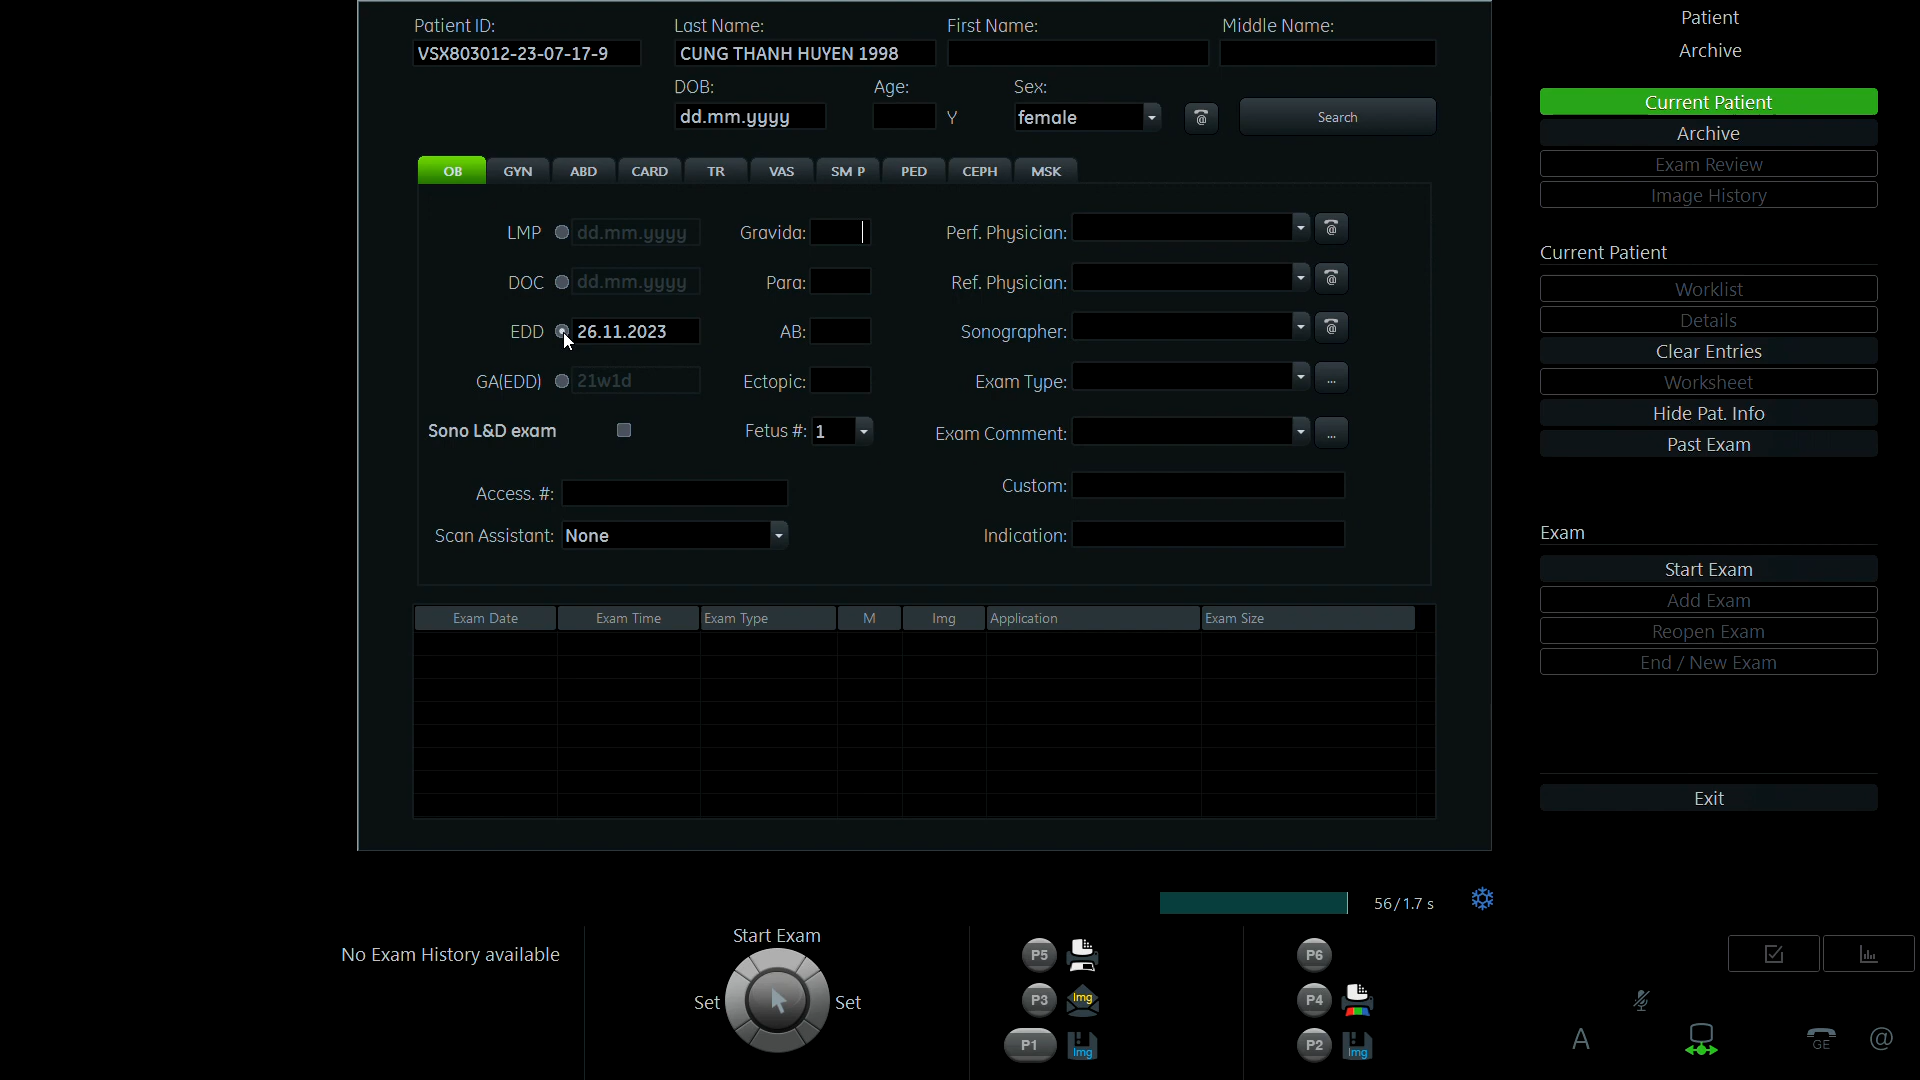 Patient ID: Last Name: First Name: Middle Name:
VSX803012-23-07-17-9 CUNG THANH HUYEN 1998
DOB: Age: Sex:
dd.mm.yyyy Y female @ Search
OB GYN ABD CARD TR VAS SM P PED CEPH MSK
LMP dd.mm.yyyy Gravida: Perf. Physician: @
DOC dd.mm.yyyy Para: Ref. Physician: @
EDD 26.11.2023 AB: Sonographer: @
GA(EDD) 21w1d Ectopic: Exam Type: ...
Sono L&D exam Fetus #: 1 Exam Comment: ...
Access. #: Custom:
Scan Assistant: None Indication:
Exam Date Exam Time Exam Type M Img Application Exam Size
Patient
Archive
Current Patient
Archive
Exam Review
Image History
Current Patient
Worklist
Details
Clear Entries
Worksheet
Hide Pat. Info
Past Exam
Exam
Start Exam
Add Exam
Reopen Exam
End / New Exam
Exit
56/1.7 s
No Exam History available
Start Exam
Set Set
P5 P6
P3 Img P4
P1 Img P2 Img
A GE @